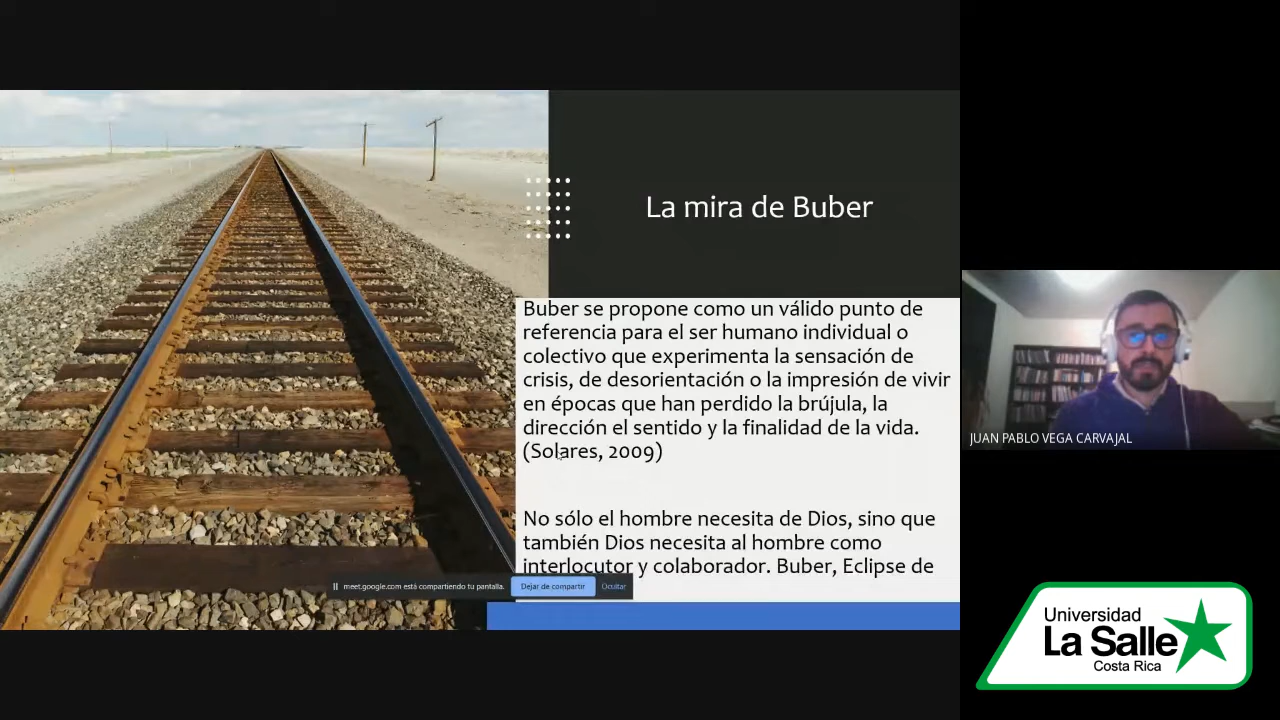 La mira de Buber
Buber se propone como un válido punto de
referencia para el ser humano individual o
colectivo que experimenta la sensación de
crisis, de desorientación o la impresión de vivir
en épocas que han perdido la brújula, la
dirección el sentido y la finalidad de la vida.
(Solares, 2009)
No sólo el hombre necesita de Dios, sino que
también Dios necesita al hombre como
interlocutor y colaborador. Buber, Eclipse de
meet.google.com está compartiendo tu pantalla.
Dejar de compartir
Ocultar
JUAN PABLO VEGA CARVAJAL
Universidad
La Salle
Costa Rica